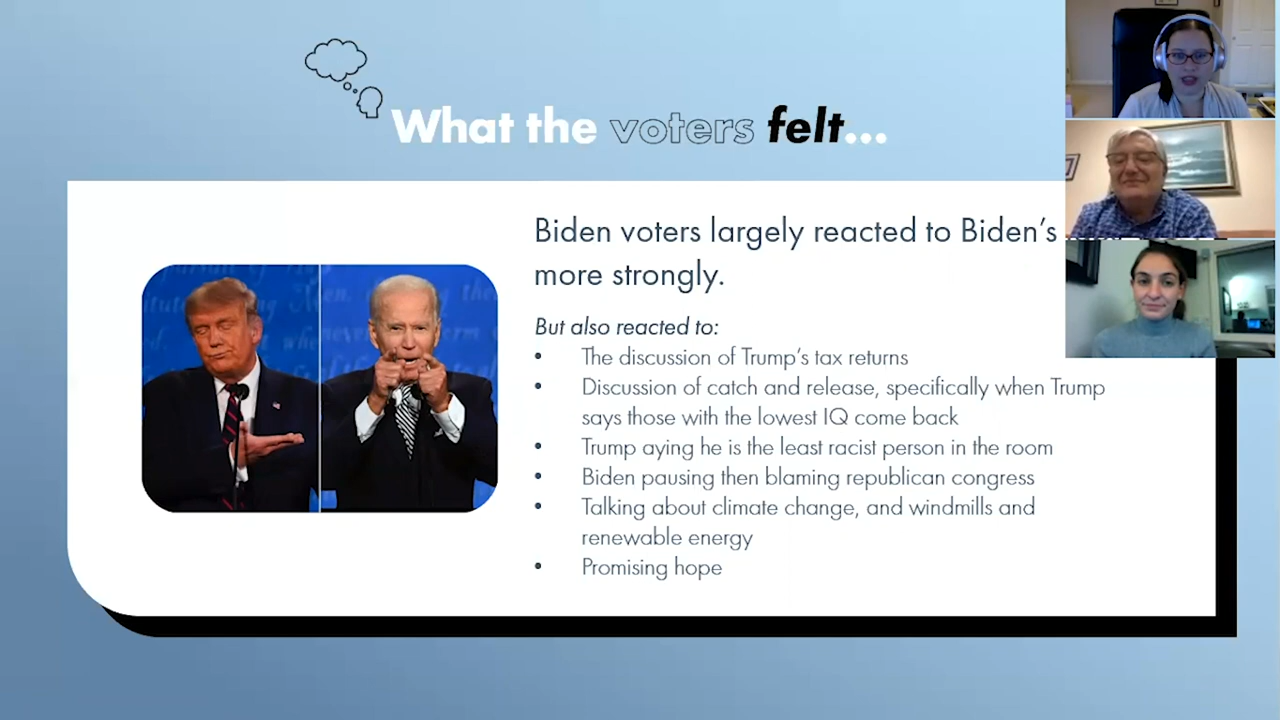 What the voters felt...
Biden voters largely reacted to Biden's
more strongly.
But also reacted to:
• The discussion of Trump's tax returns
• Discussion of catch and release, specifically when Trump
says those with the lowest IQ come back
• Trump aying he is the least racist person in the room
• Biden pausing then blaming republican congress
• Talking about climate change, and windmills and
renewable energy
• Promising hope